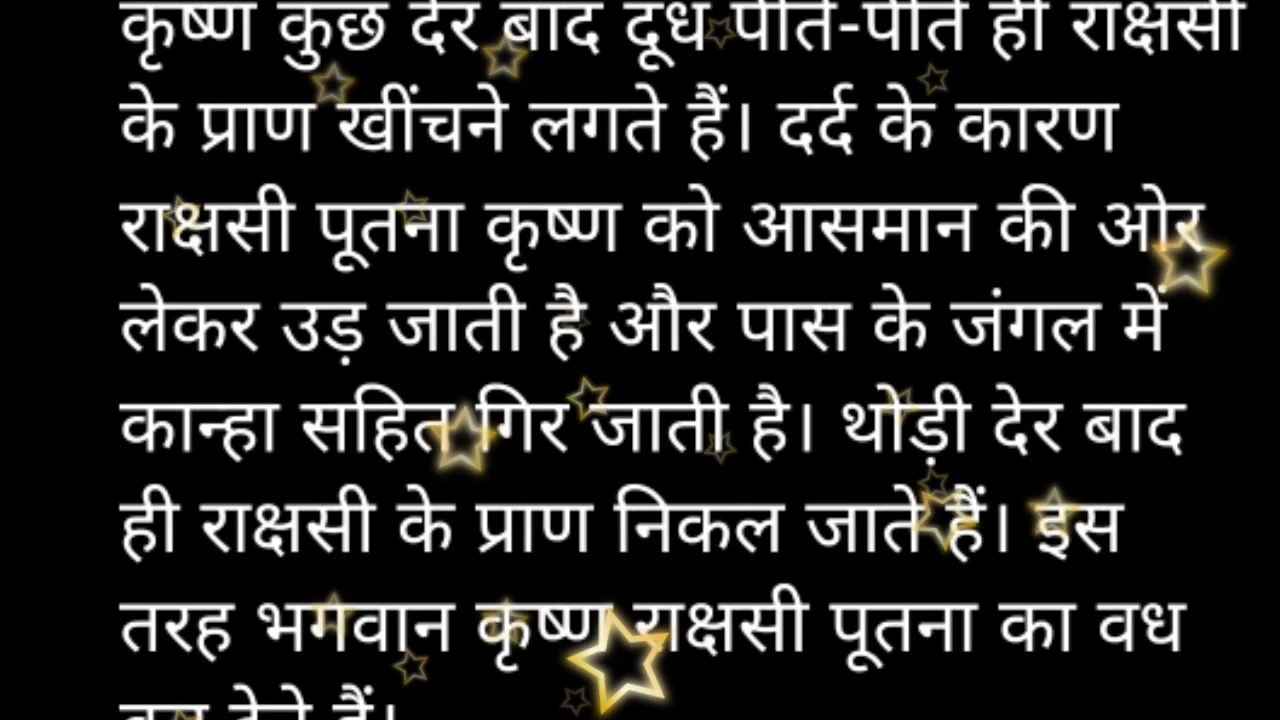 कृष्ण कुछ देर बाद दूध पीते-पीते ही राक्षसी
के प्राण खींचने लगते हैं। दर्द के कारण
राक्षसी पूतना कृष्ण को आसमान की ओर
लेकर उड़ जाती है और पास के जंगल में
कान्हा सहित गिर जाती है। थोड़ी देर बाद
ही राक्षसी के प्राण निकल जाते हैं। इस
तरह भगवान कृष्ण राक्षसी पूतना का वध
कर देते हैं।